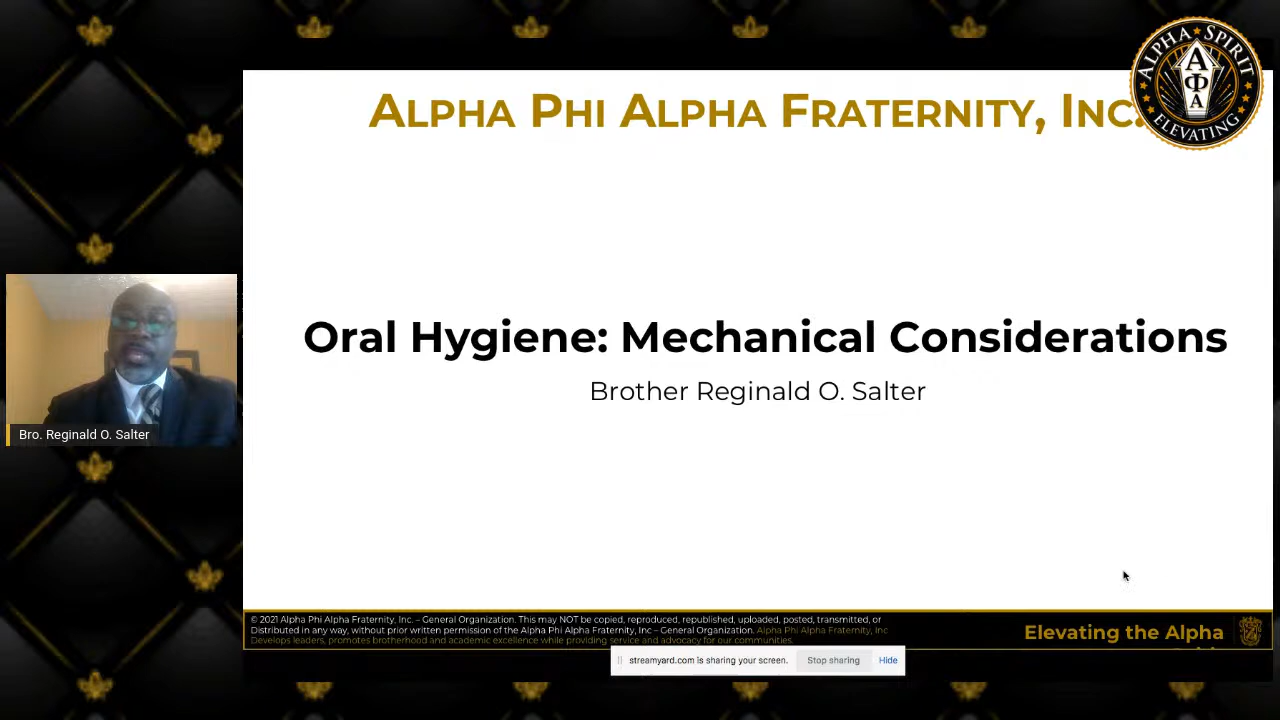 ALPHA PHI ALPHA FRATERNITY, INC.
ALPHA SPIRIT
ΑΦΑ
ELEVATING
Oral Hygiene: Mechanical Considerations
Brother Reginald O. Salter
Bro. Reginald O. Salter
© 2021 Alpha Phi Alpha Fraternity, Inc. – General Organization. This may NOT be copied, reproduced, republished, uploaded, posted, transmitted, or
Distributed in any way, without prior written permission of the Alpha Phi Alpha Fraternity, Inc – General Organization. Alpha Phi Alpha Fraternity, Inc
Develops leaders, promotes brotherhood and academic excellence while providing service and advocacy for our communities.
Elevating the Alpha
streamyard.com is sharing your screen.
Stop sharing
Hide